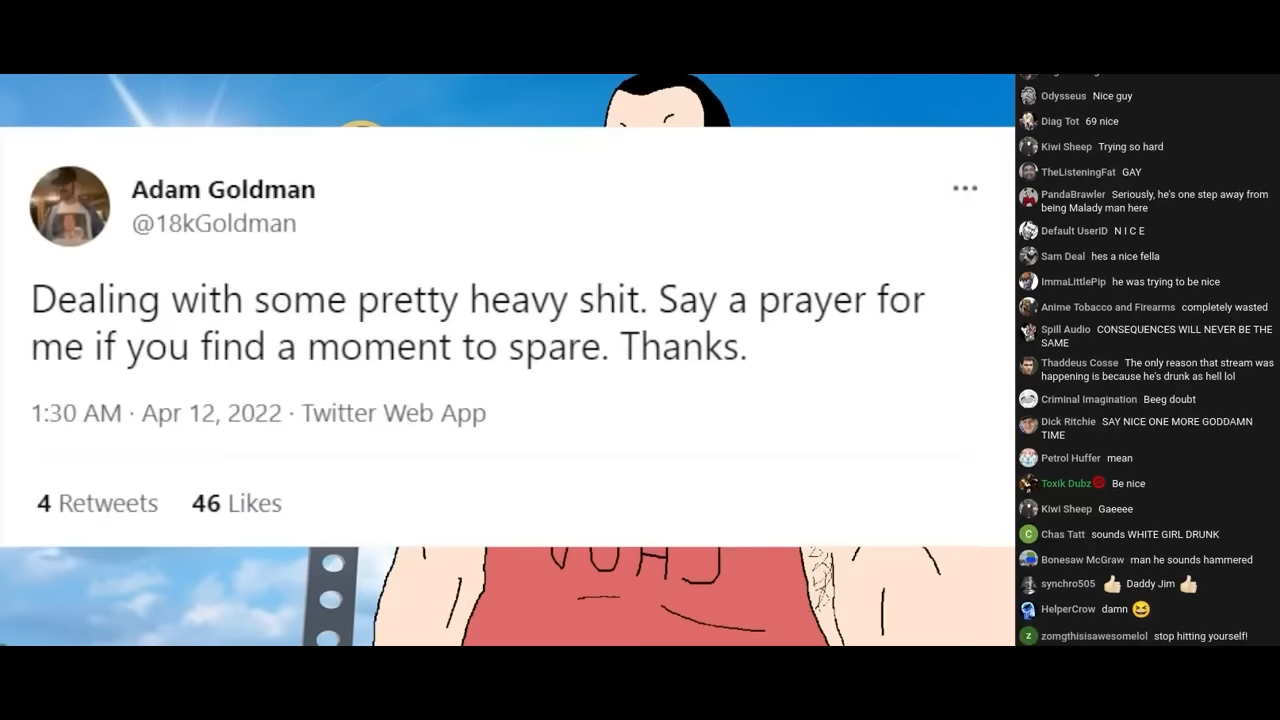 Adam Goldman
@18kGoldman
Dealing with some pretty heavy shit. Say a prayer for
me if you find a moment to spare. Thanks.
1:30 AM · Apr 12, 2022 · Twitter Web App
4 Retweets 46 Likes
Odysseus Nice guy
Diag Tot 69 nice
Kiwi Sheep Trying so hard
TheListeningFat GAY
PandaBrawler Seriously, he's one step away from
being Malady man here
Default UserID N I C E
Sam Deal hes a nice fella
ImmaLittlePip he was trying to be nice
Anime Tobacco and Firearms completely wasted
Spill Audio CONSEQUENCES WILL NEVER BE THE
SAME
Thaddeus Cosse The only reason that stream was
happening is because he's drunk as hell lol
Criminal Imagination Beeg doubt
Dick Ritchie SAY NICE ONE MORE GODDAMN
TIME
Petrol Huffer mean
Toxik Dubz Be nice
Kiwi Sheep Gaeeee
C Chas Tatt sounds WHITE GIRL DRUNK
Bonesaw McGraw man he sounds hammered
synchro505 👍🏻 Daddy Jim 👍🏻
HelperCrow damn 😆
z zomgthisisawesomelol stop hitting yourself!